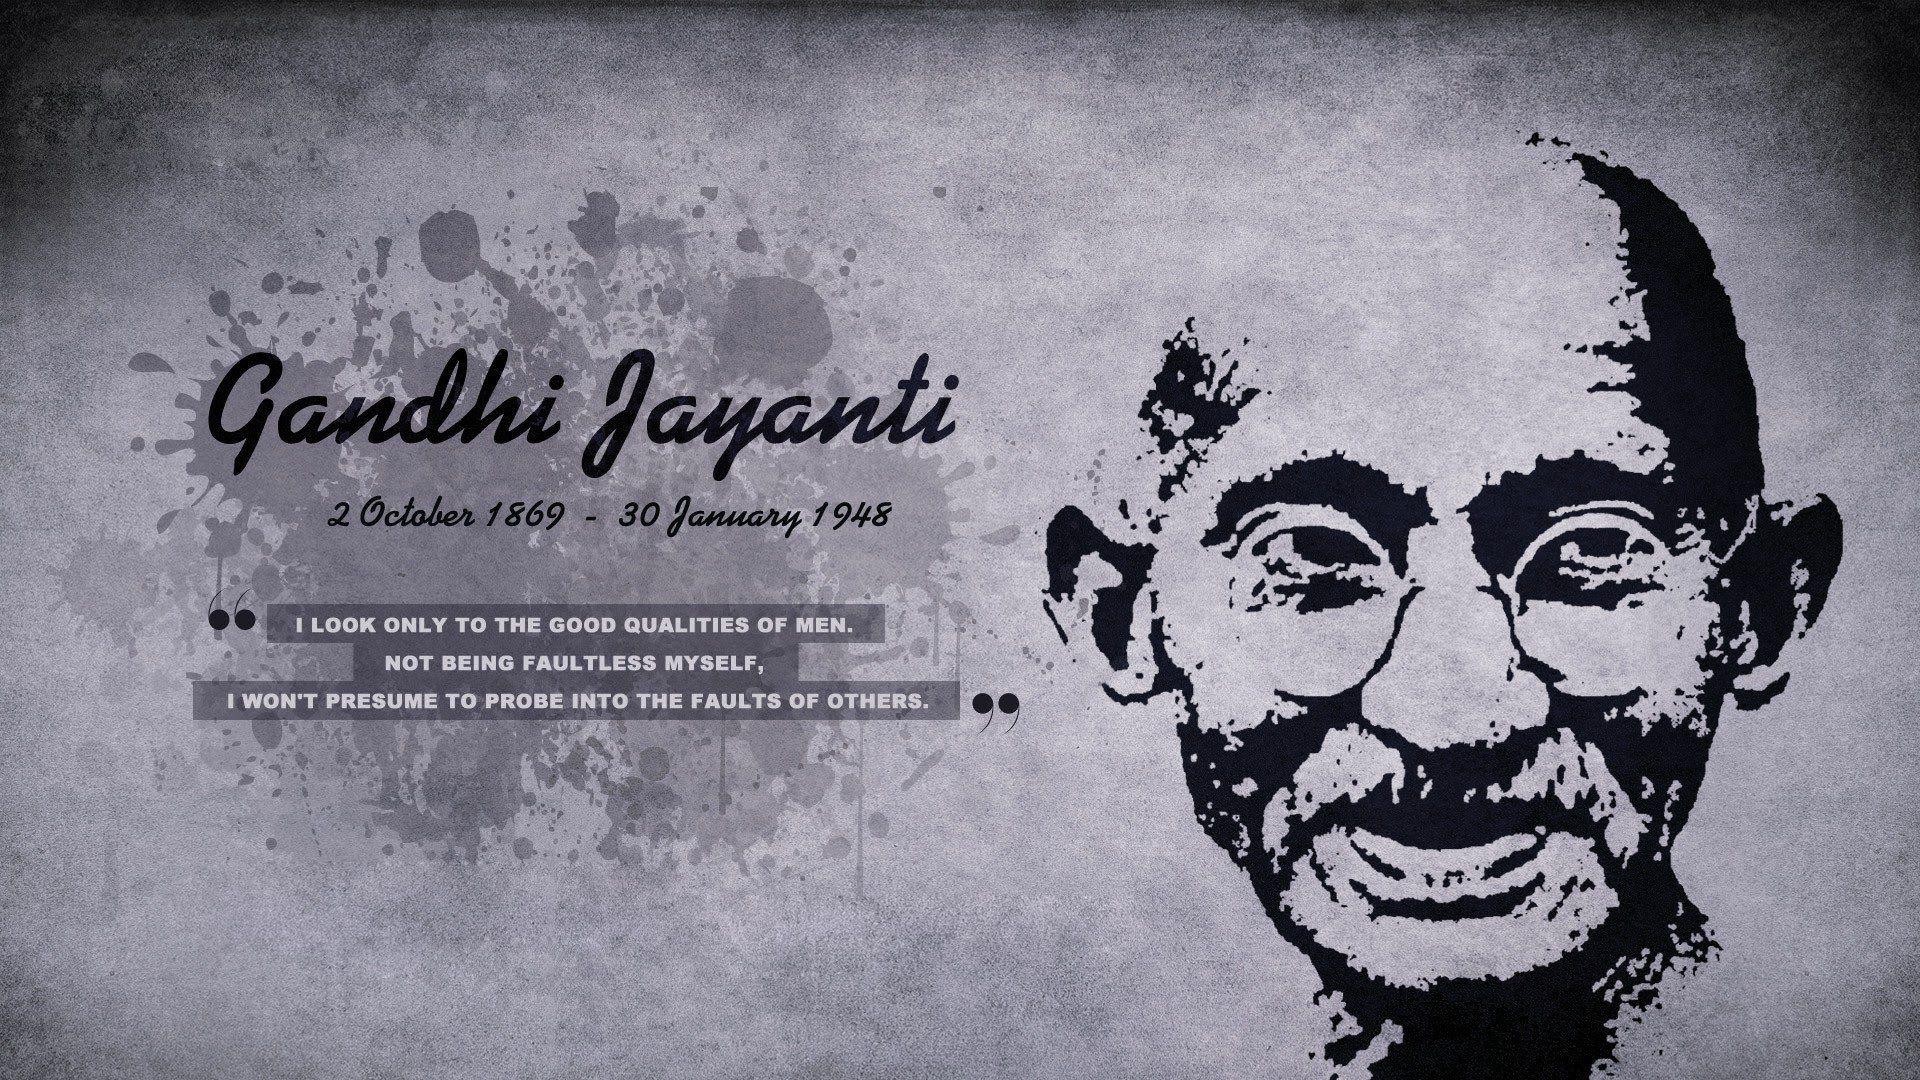 Gandhi Jayanti
2 October 1869 - 30 January 1948
“ I LOOK ONLY TO THE GOOD QUALITIES OF MEN.
NOT BEING FAULTLESS MYSELF,
I WON'T PRESUME TO PROBE INTO THE FAULTS OF OTHERS. ”